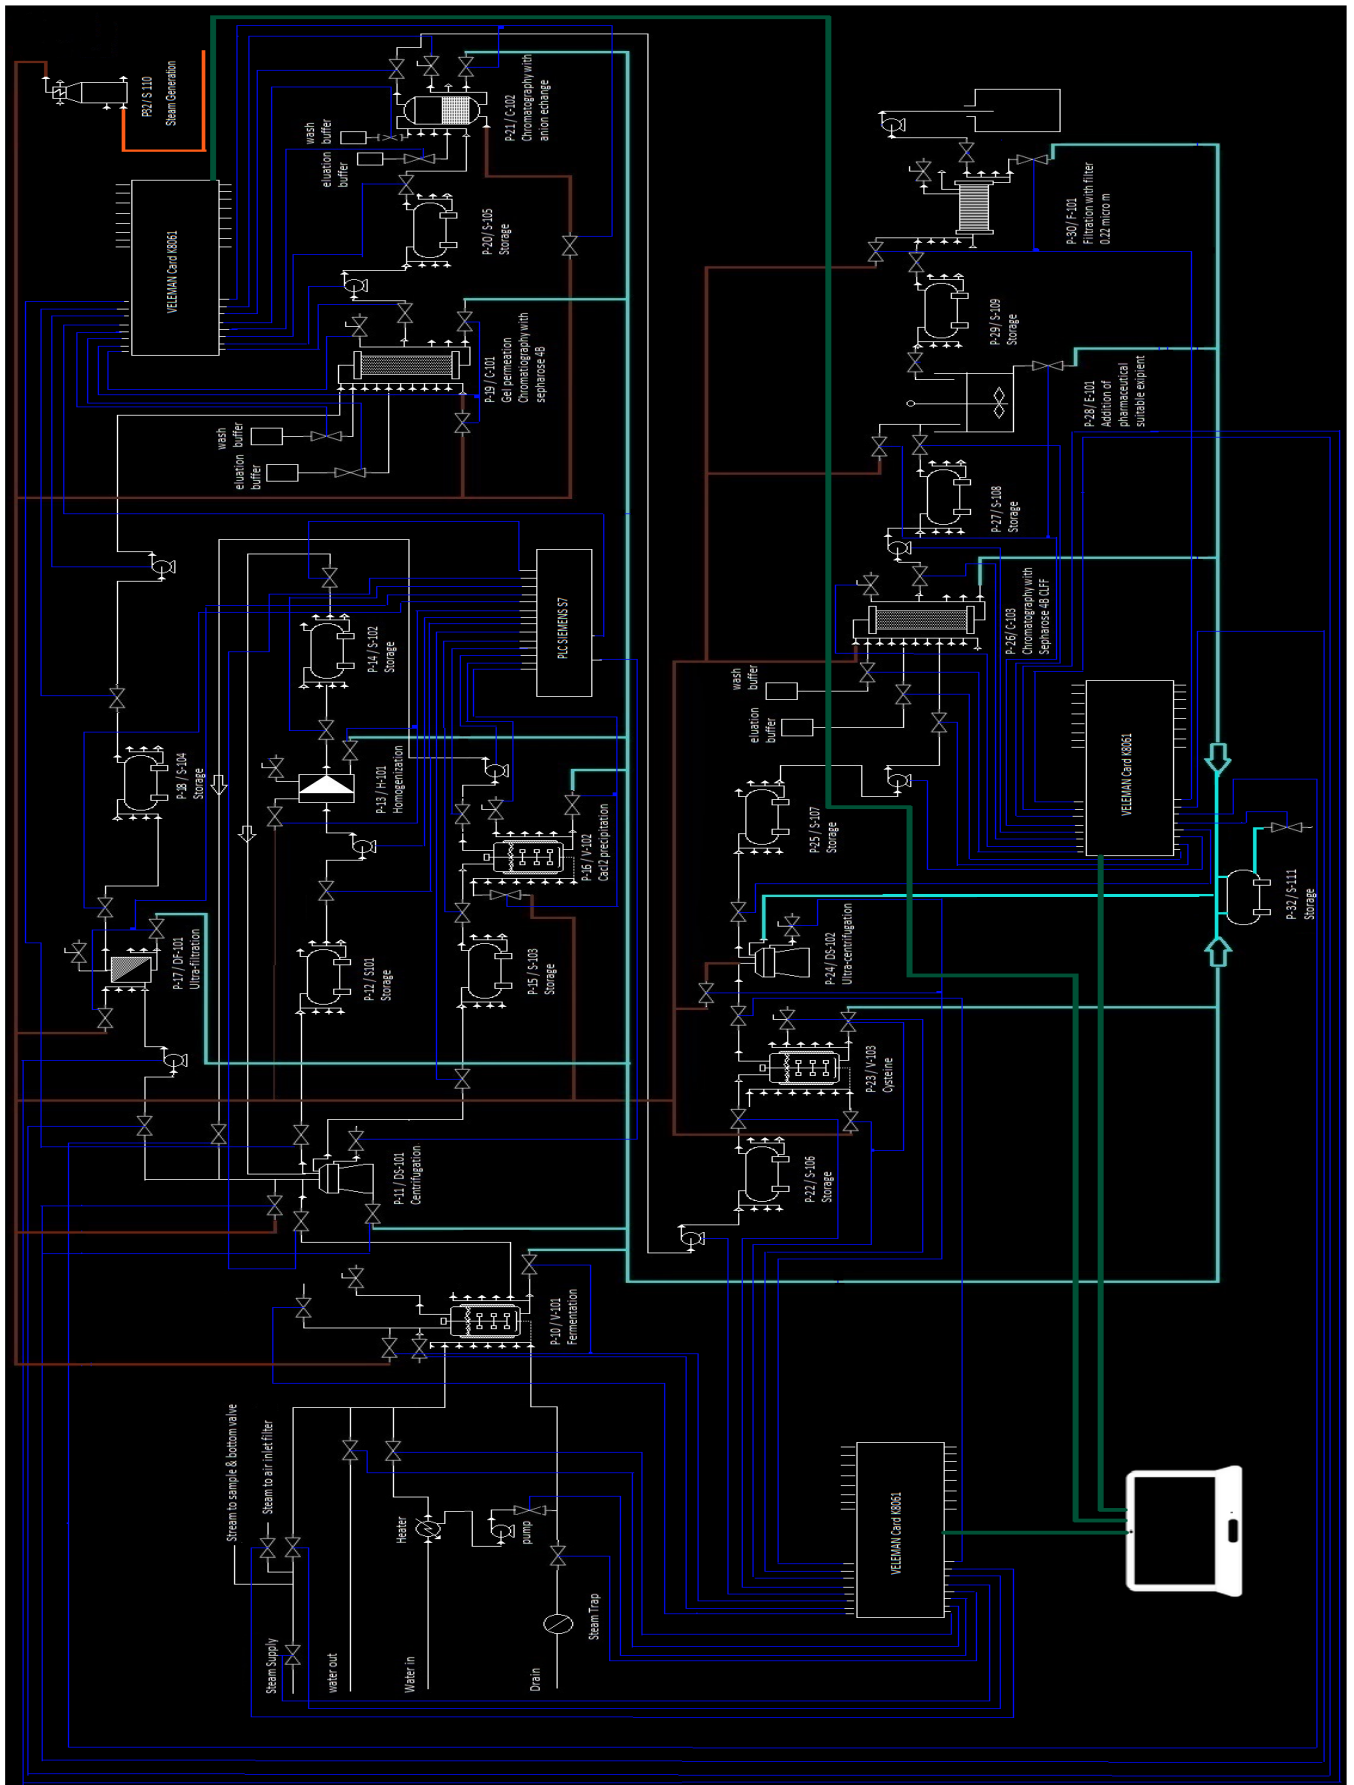 P32/ S 110
Steam Generation
VELEMAN Card K8061
wash
buffer
eluation
buffer
P-21/ C-102
Chromatography with
anion echange
P-20/ S-105
Storage
P-19 / C-101
Gel permeation
Chromatiography with
sepharose 4B
wash
buffer
eluation
buffer
P-18 / S-104
Storage
P-14 / S-102
Storage
PLC SIEMENS S7
P-13 / H-101
Homogenization
P-16 / V-102
Cacl2 precipitation
P-17 / DF-101
Ultra-filtration
P-12 / S101
Storage
P-15 / S-103
Storage
P-11 / DS-101
Centrifugation
P-10 / V-101
Fermentation
Stream to sample & bottom valve
Steam to air inlet filter
Steam Supply
water out
Heater
Water in
pump
Steam Trap
Drain
P-30/ F-101
Filtration with filter
0.22 micro m
P-29/ S-109
Storage
P-28/ E-101
Addition of
pharmaceutical
suitable exipient
P-27/ S-108
Storage
P-26/ C-103
Chromatography with
Sepharose 4B CLFF
wash
buffer
eluation
buffer
P-25/ S-107
Storage
VELEMAN Card K8061
P-32/ S-111
Storage
P-24/ DS-102
Ultra-centrifugation
P-23/ V-103
Cysteine
P-22/ S-106
Storage
VELEMAN Card K8061